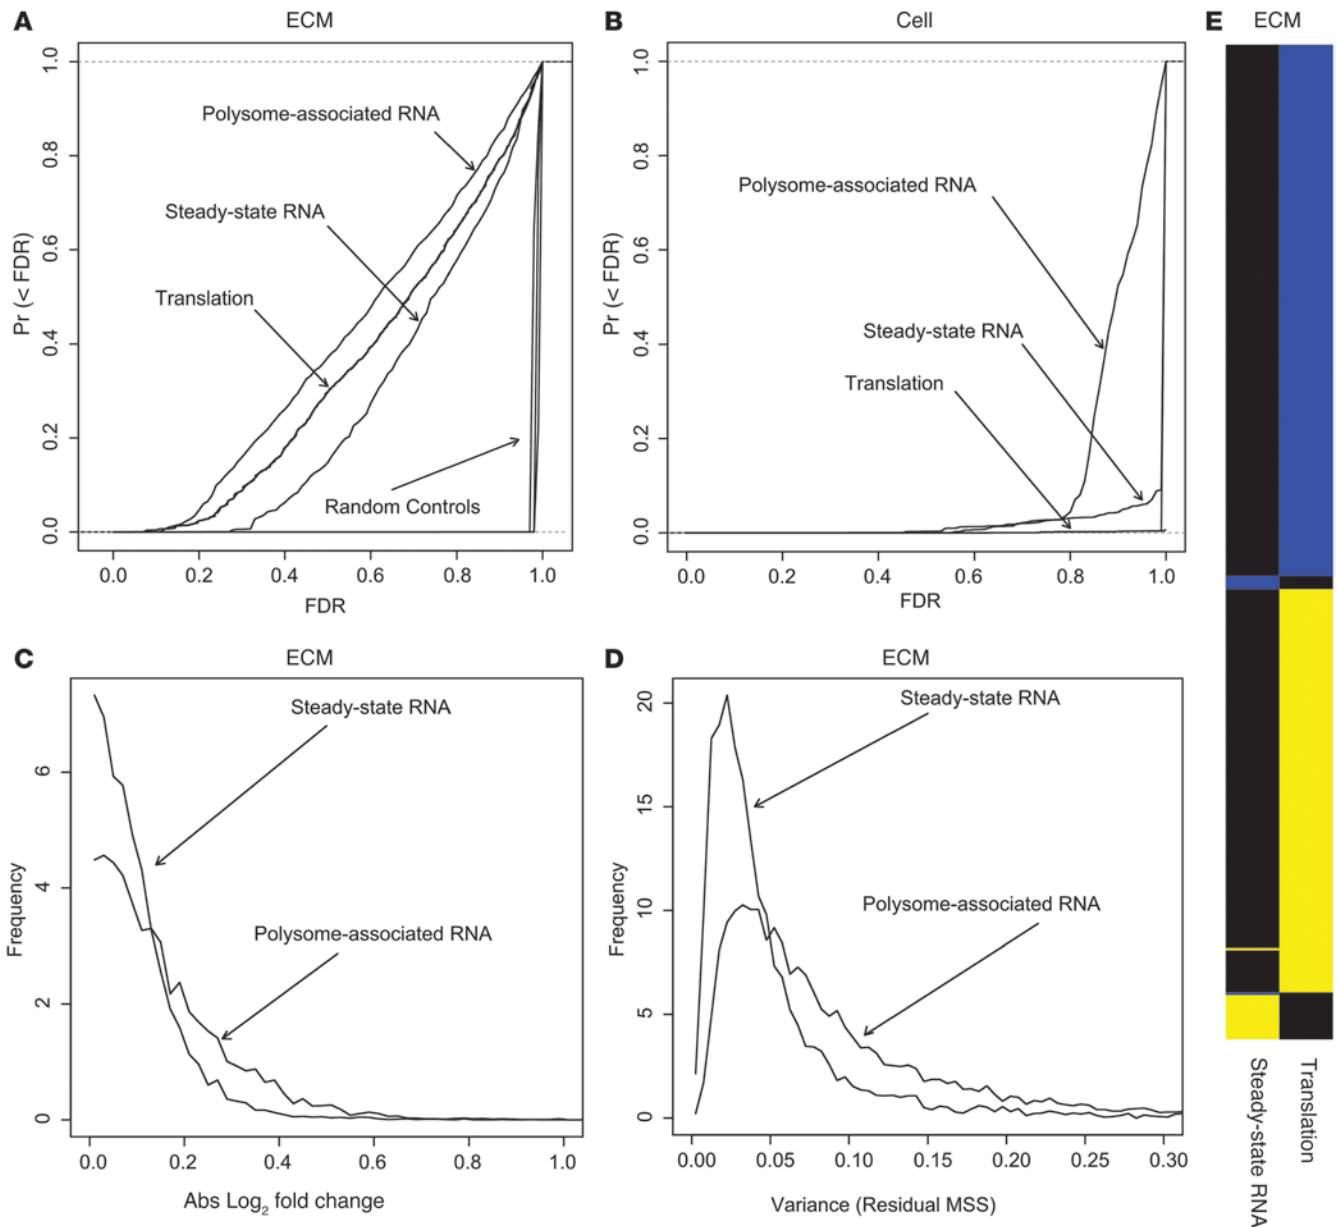 A
ECM
Pr (< FDR)
1.0
0.8
0.6
0.4
0.2
0.0
Polysome-associated RNA
Steady-state RNA
Translation
Random Controls
0.0 0.2 0.4 0.6 0.8 1.0
FDR
B
Cell
Pr (< FDR)
1.0
0.8
0.6
0.4
0.2
0.0
Polysome-associated RNA
Steady-state RNA
Translation
0.0 0.2 0.4 0.6 0.8 1.0
FDR
C
ECM
Frequency
6
4
2
0
Steady-state RNA
Polysome-associated RNA
0.0 0.2 0.4 0.6 0.8 1.0
Abs Log2 fold change
D
ECM
Frequency
20
15
10
5
0
Steady-state RNA
Polysome-associated RNA
0.00 0.05 0.10 0.15 0.20 0.25 0.30
Variance (Residual MSS)
E
ECM
Steady-state RNA
Translation